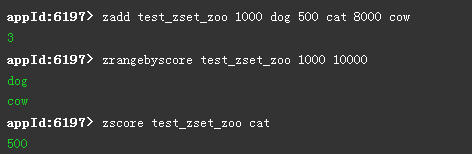 appId:6197> zadd test_zset_zoo 1000 dog 500 cat 8000 cow
3
appId:6197> zrangebyscore test_zset_zoo 1000 10000
dog
cow
appId:6197> zscore test_zset_zoo cat
500